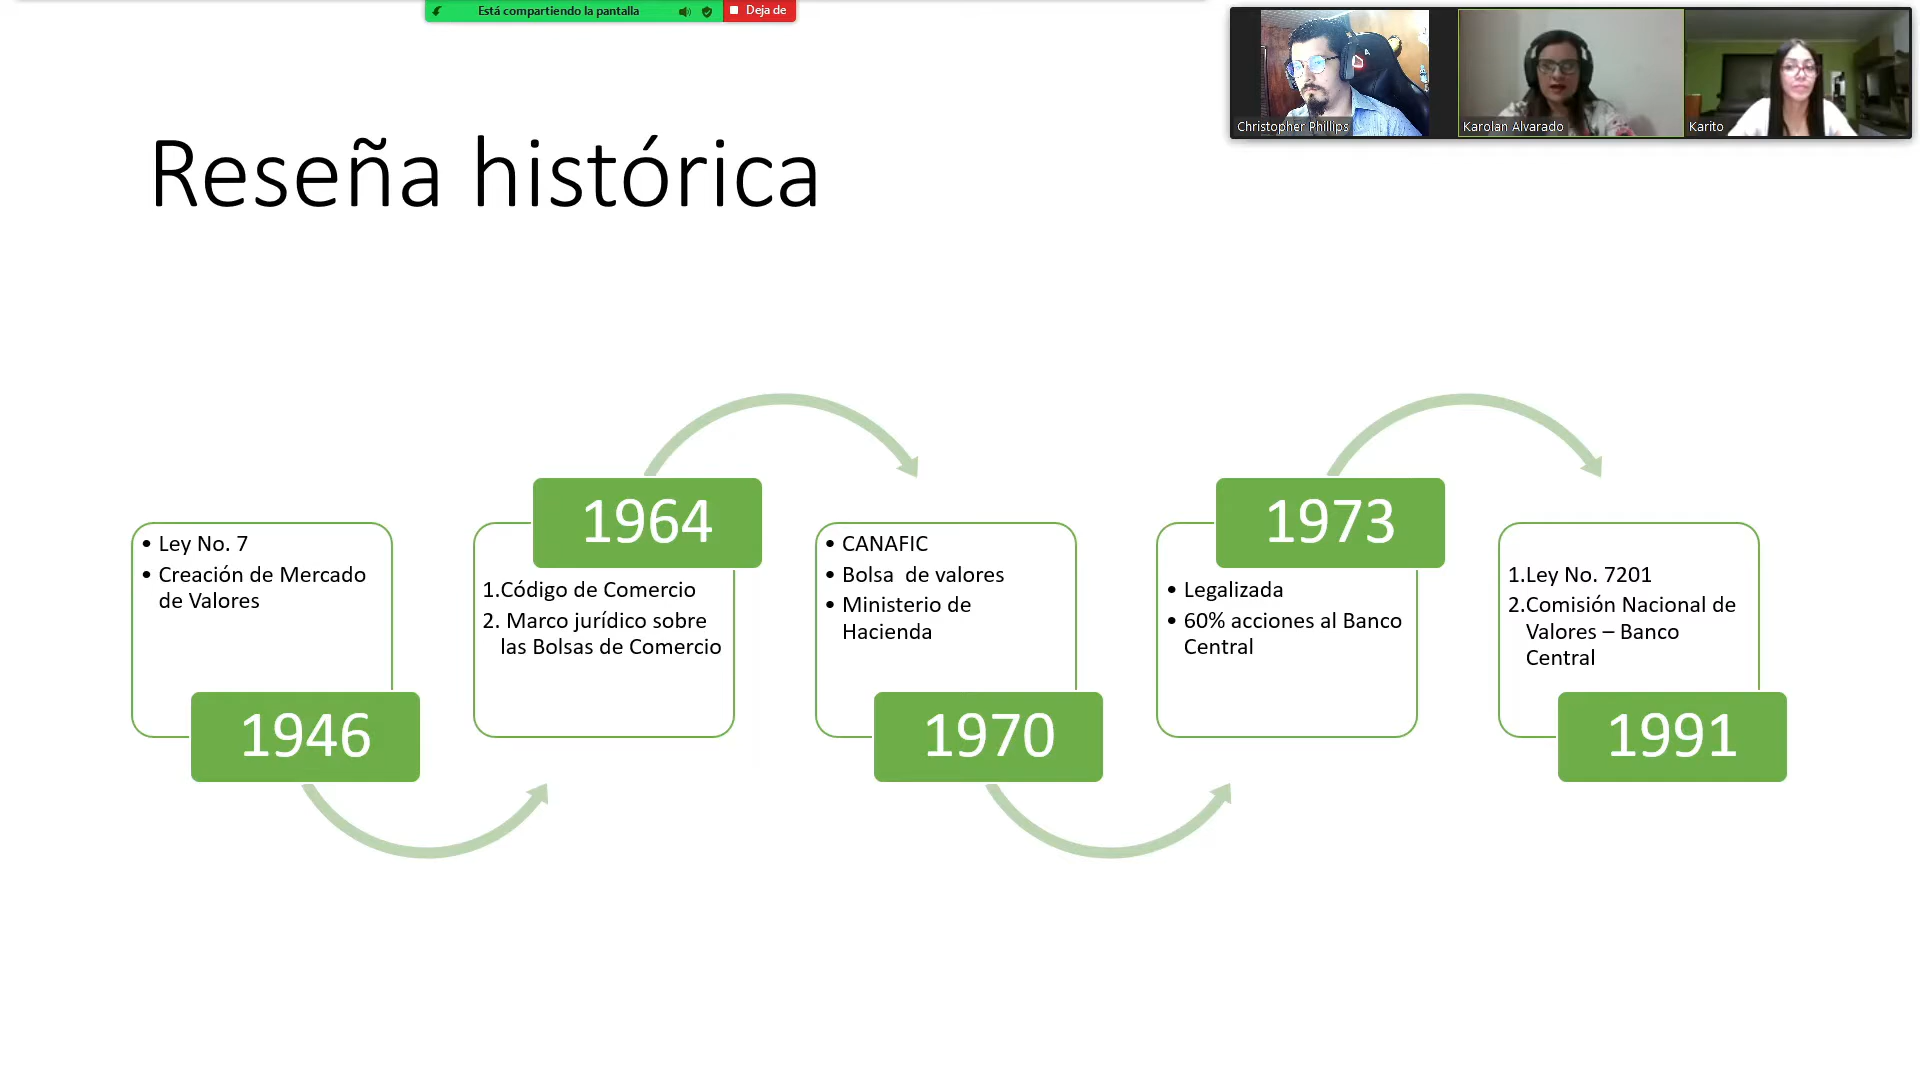 Está compartiendo la pantalla
Deja de
Christopher Phillips
Karolan Alvarado
Karito
Reseña histórica
• Ley No. 7
• Creación de Mercado
de Valores
1946
1964
1.Código de Comercio
2. Marco jurídico sobre
las Bolsas de Comercio
• CANAFIC
• Bolsa de valores
• Ministerio de
Hacienda
1970
1973
• Legalizada
• 60% acciones al Banco
Central
1.Ley No. 7201
2.Comisión Nacional de
Valores – Banco
Central
1991